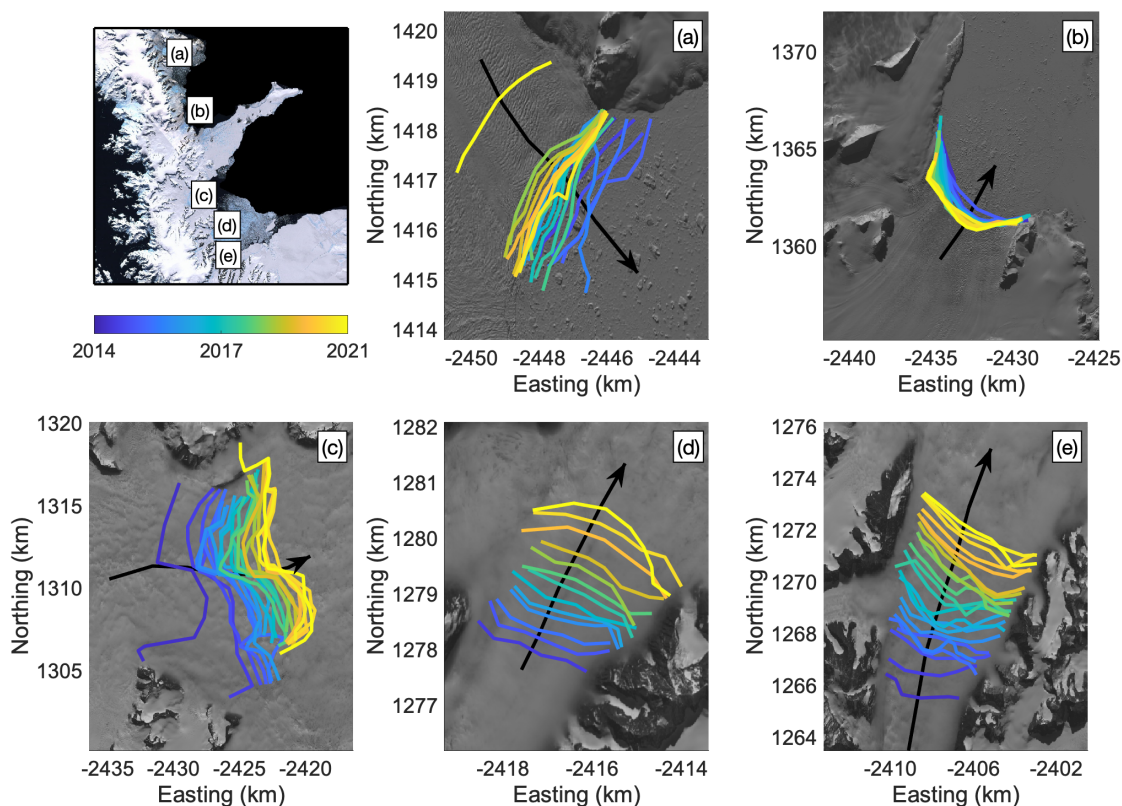 (a)
(b)
(c)
(d)
(e)
2014 2017 2021
(a)
Northing (km)
1420
1419
1418
1417
1416
1415
1414
-2450 -2448 -2446 -2444
Easting (km)
(b)
Northing (km)
1370
1365
1360
-2440 -2435 -2430 -2425
Easting (km)
(c)
Northing (km)
1320
1315
1310
1305
-2435 -2430 -2425 -2420
Easting (km)
(d)
Northing (km)
1282
1281
1280
1279
1278
1277
-2418 -2416 -2414
Easting (km)
(e)
Northing (km)
1276
1274
1272
1270
1268
1266
1264
-2410 -2406 -2402
Easting (km)